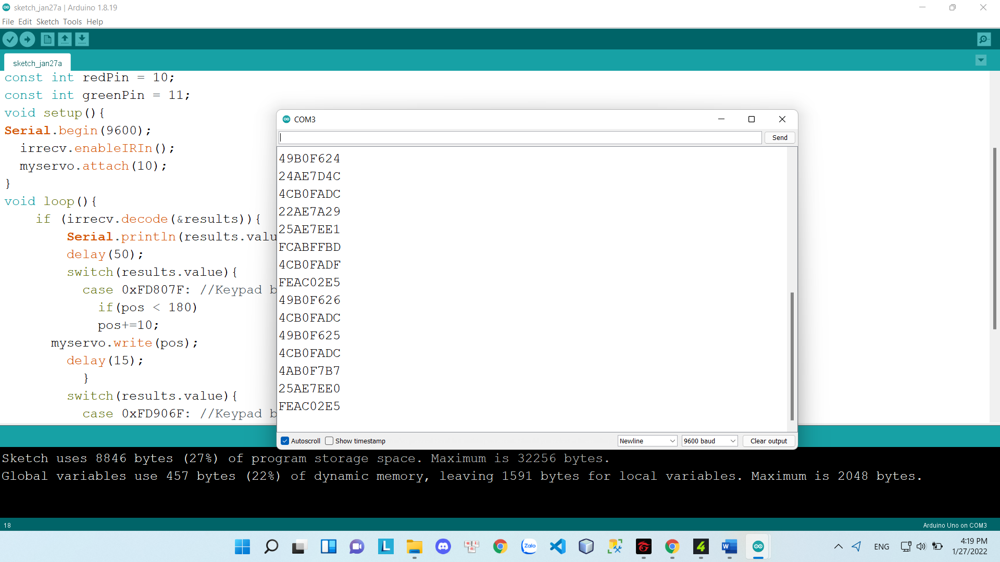 sketch_jan27a | Arduino 1.8.19
File Edit Sketch Tools Help
sketch_jan27a
const int redPin = 10;
const int greenPin = 11;
void setup(){
Serial.begin(9600);
irrecv.enableIRIn();
myservo.attach(10);
}
void loop(){
if (irrecv.decode(&results)){
Serial.println(results.valu
delay(50);
switch(results.value){
case 0xFD807F: //Keypad b
if(pos < 180)
pos+=10;
myservo.write(pos);
delay(15);
}
switch(results.value){
case 0xFD906F: //Keypad b
COM3
Send
49B0F624
24AE7D4C
4CB0FADC
22AE7A29
25AE7EE1
FCABFFBD
4CB0FADF
FEAC02E5
49B0F626
4CB0FADC
49B0F625
4CB0FADC
4AB0F7B7
25AE7EE0
FEAC02E5
Autoscroll Show timestamp Newline 9600 baud Clear output
Sketch uses 8846 bytes (27%) of program storage space. Maximum is 32256 bytes.
Global variables use 457 bytes (22%) of dynamic memory, leaving 1591 bytes for local variables. Maximum is 2048 bytes.
18 Arduino Uno on COM3
L
Zalo
4
W
ENG
4:19 PM
1/27/2022